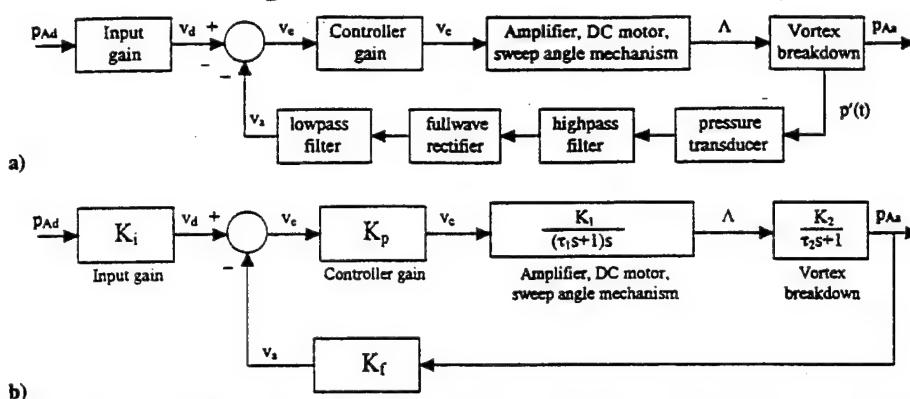 p_Ad
Input gain
v_d
+
-
-
v_e
Controller gain
v_c
Amplifier, DC motor, sweep angle mechanism
Λ
Vortex breakdown
p_Aa
p'(t)
v_a
lowpass filter
fullwave rectifier
highpass filter
pressure transducer
a)
p_Ad
K_i
v_d
+
-
v_e
K_p
v_c
K_1
(τ_1s+1)s
Λ
K_2
τ_2s+1
p_Aa
Input gain
Controller gain
Amplifier, DC motor,
sweep angle mechanism
Vortex
breakdown
v_a
K_f
b)